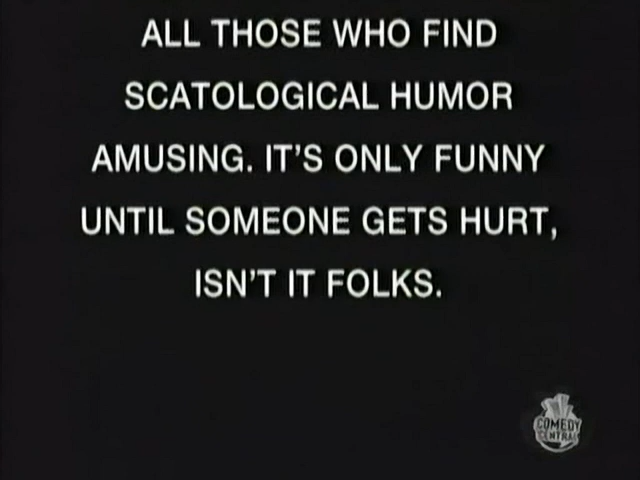 ALL THOSE WHO FIND
SCATOLOGICAL HUMOR
AMUSING. IT'S ONLY FUNNY
UNTIL SOMEONE GETS HURT,
ISN'T IT FOLKS.
COMEDY
CENTRAL